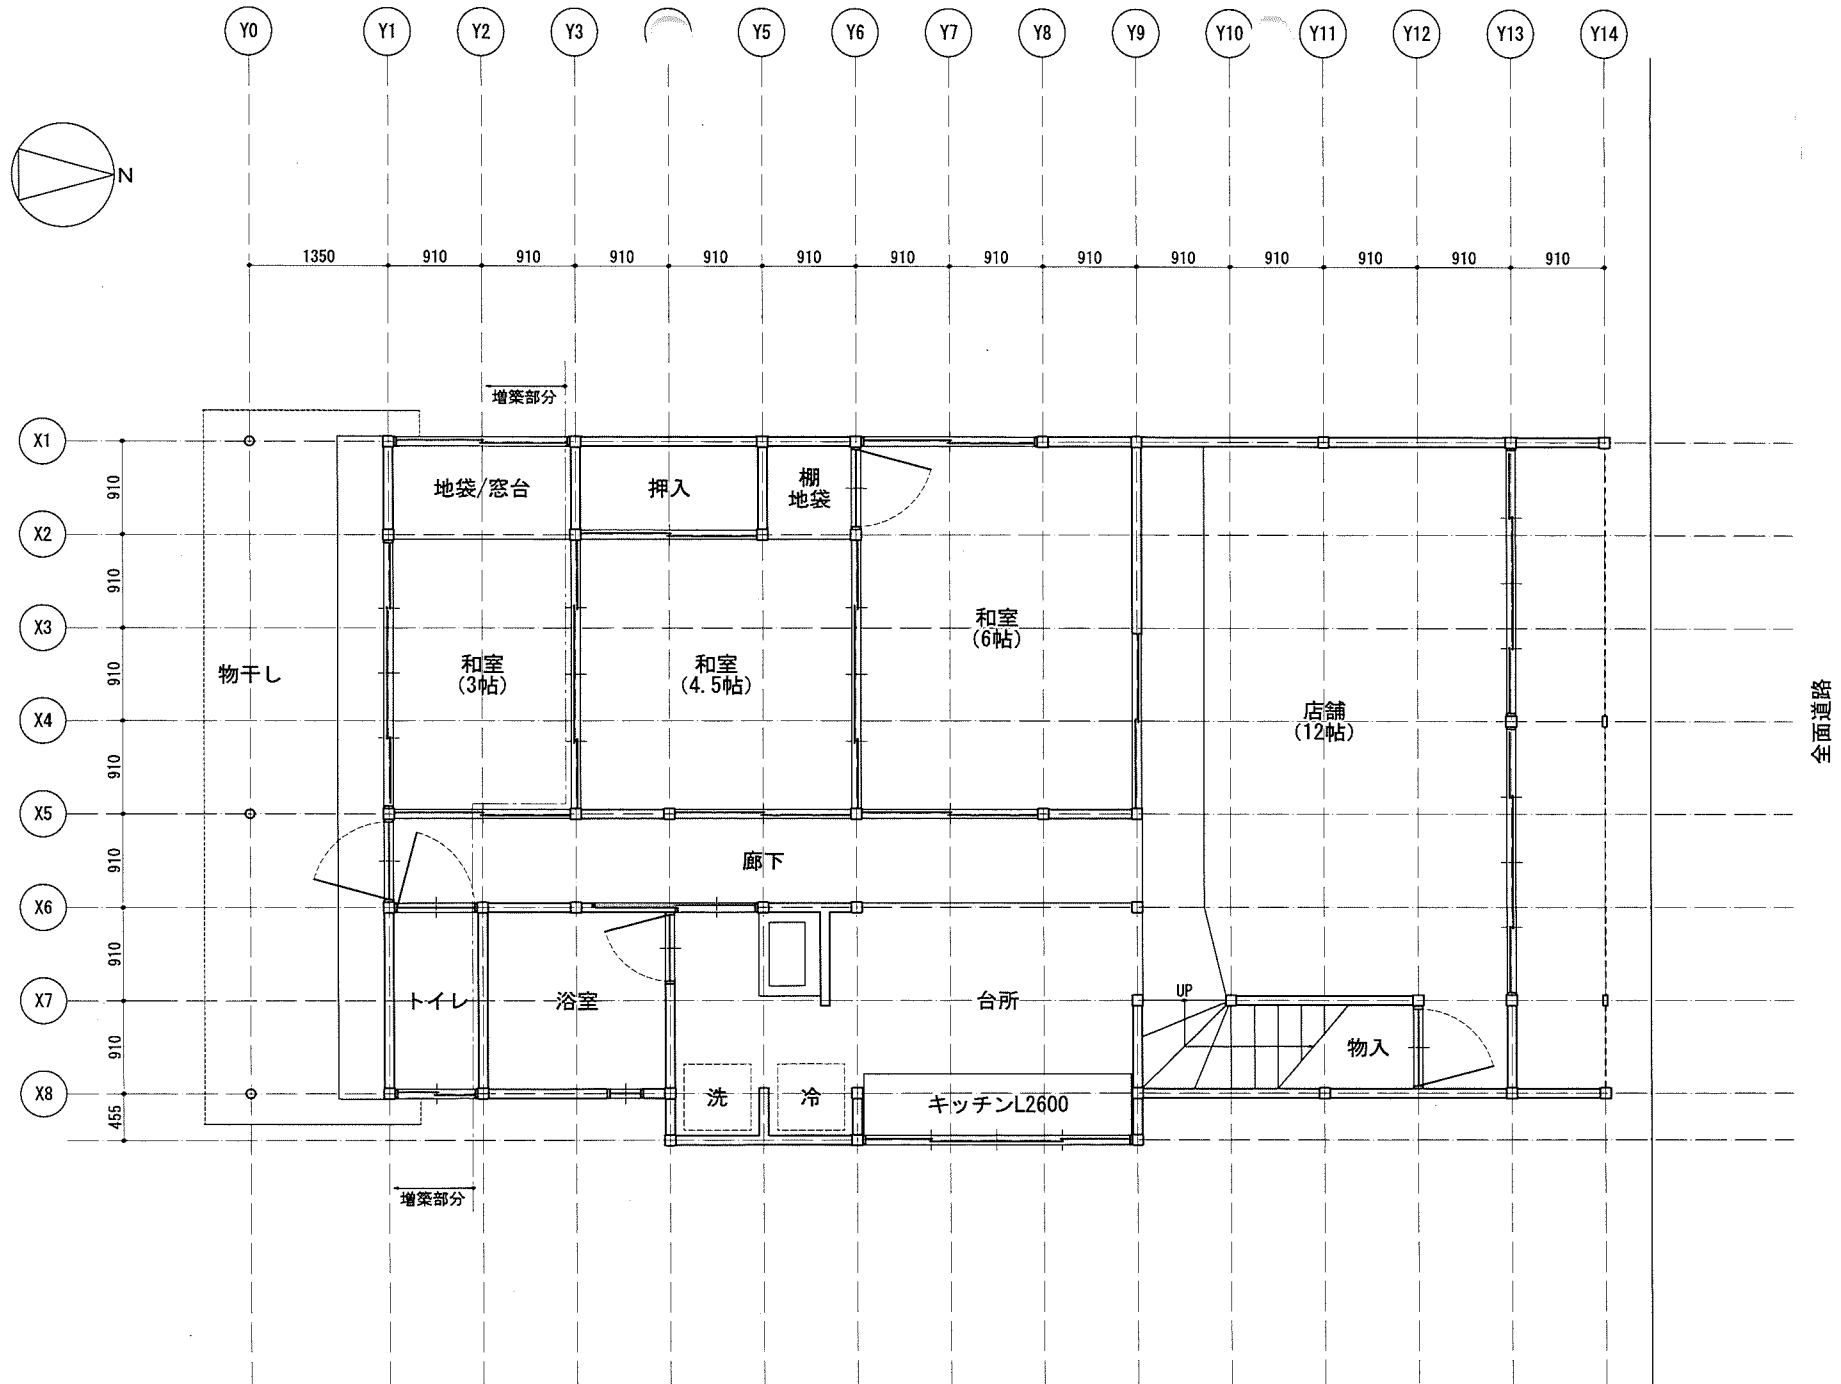 Y0
Y1
Y2
Y3
Y5
Y6
Y7
Y8
Y9
Y10
Y11
Y12
Y13
Y14
N
1350
910
910
910
910
910
910
910
910
910
910
910
910
910
増築部分
X1
X2
X3
X4
X5
X6
X7
X8
910
910
910
910
910
910
910
455
地袋/窓台
押入
棚
地袋
和室
(6帖)
物干し
和室
(3帖)
和室
(4.5帖)
店舗
(12帖)
全面道路
廊下
トイレ
浴室
台所
UP
物入
洗
冷
キッチンL2600
増築部分